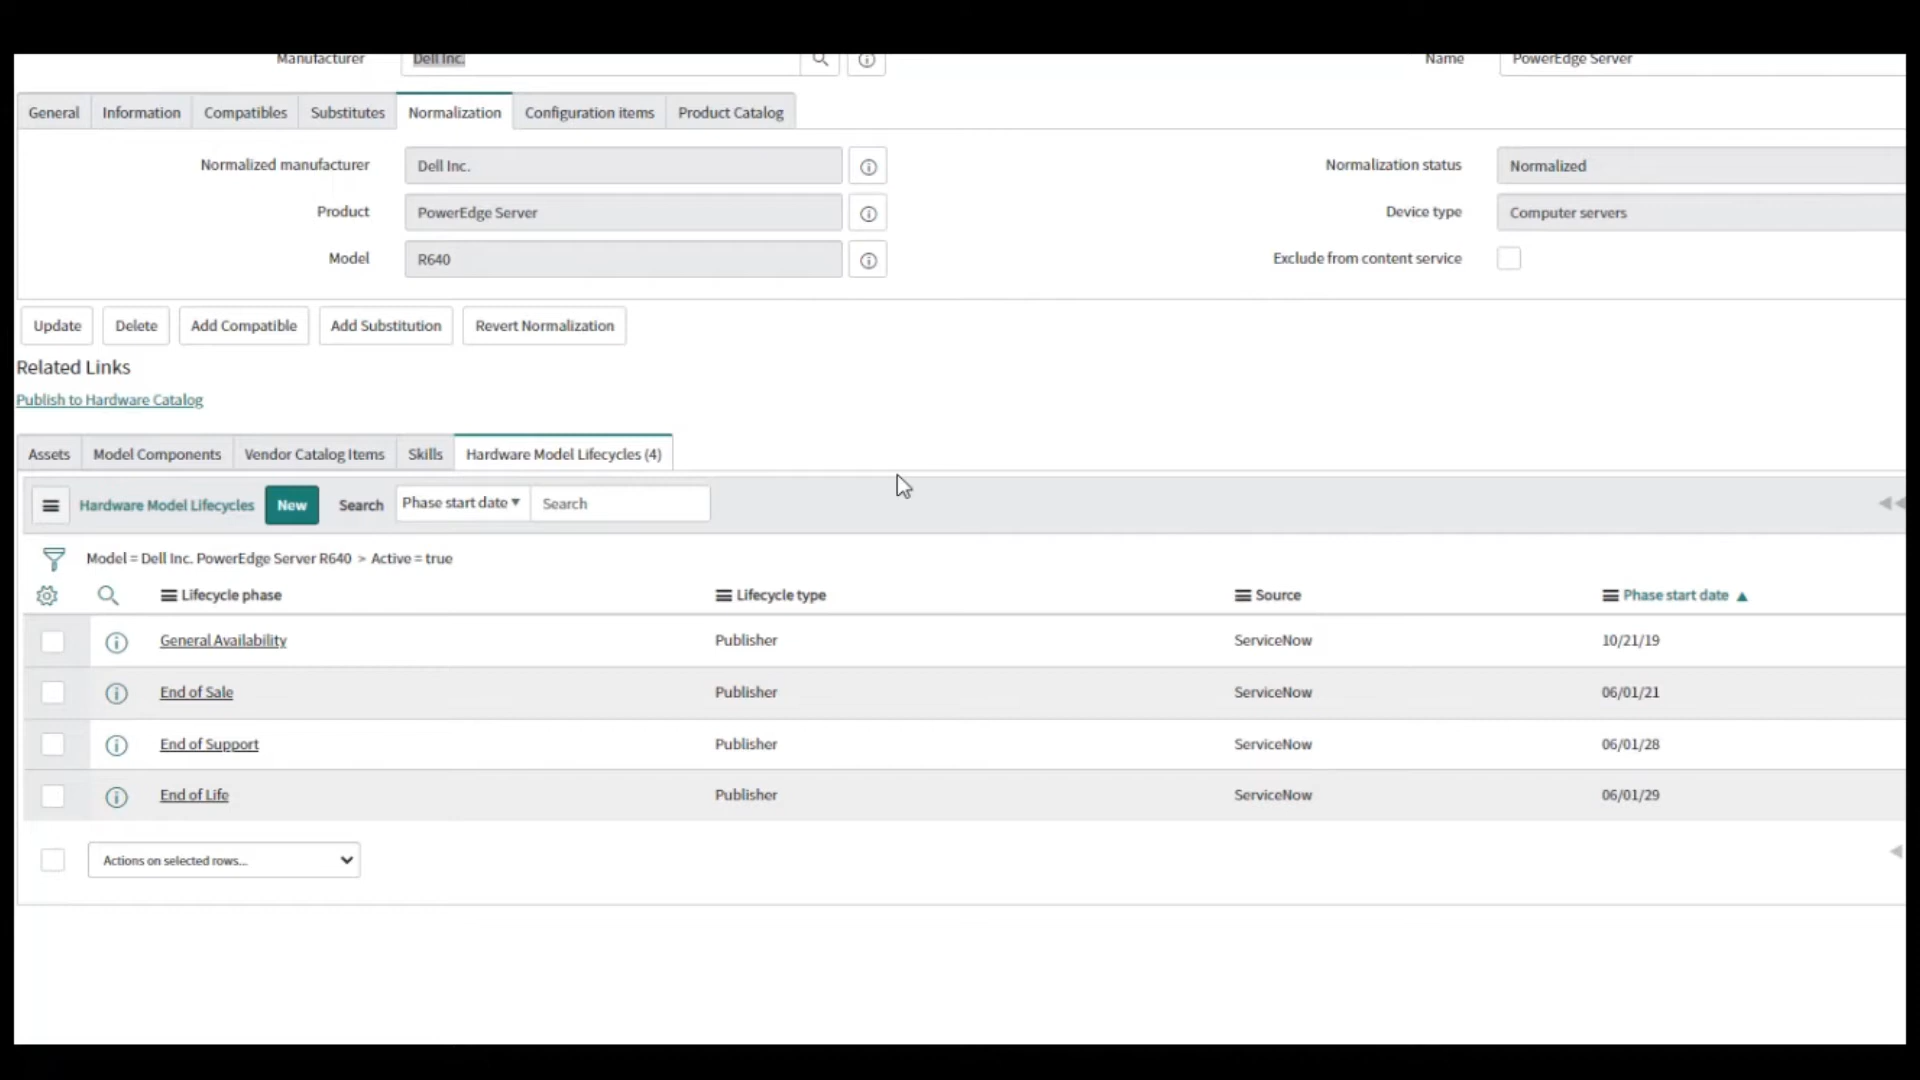 Manufacturer Dell Inc. Name PowerEdge Server
General Information Compatibles Substitutes Normalization Configuration items Product Catalog
Normalized manufacturer Dell Inc. Normalization status Normalized
Product PowerEdge Server Device type Computer servers
Model R640 Exclude from content service
Update Delete Add Compatible Add Substitution Revert Normalization
Related Links
Publish to Hardware Catalog
Assets Model Components Vendor Catalog Items Skills Hardware Model Lifecycles (4)
Hardware Model Lifecycles New Search Phase start date Search
Model = Dell Inc. PowerEdge Server R640 > Active = true
Lifecycle phase Lifecycle type Source Phase start date
General Availability Publisher ServiceNow 10/21/19
End of Sale Publisher ServiceNow 06/01/21
End of Support Publisher ServiceNow 06/01/28
End of Life Publisher ServiceNow 06/01/29
Actions on selected rows...